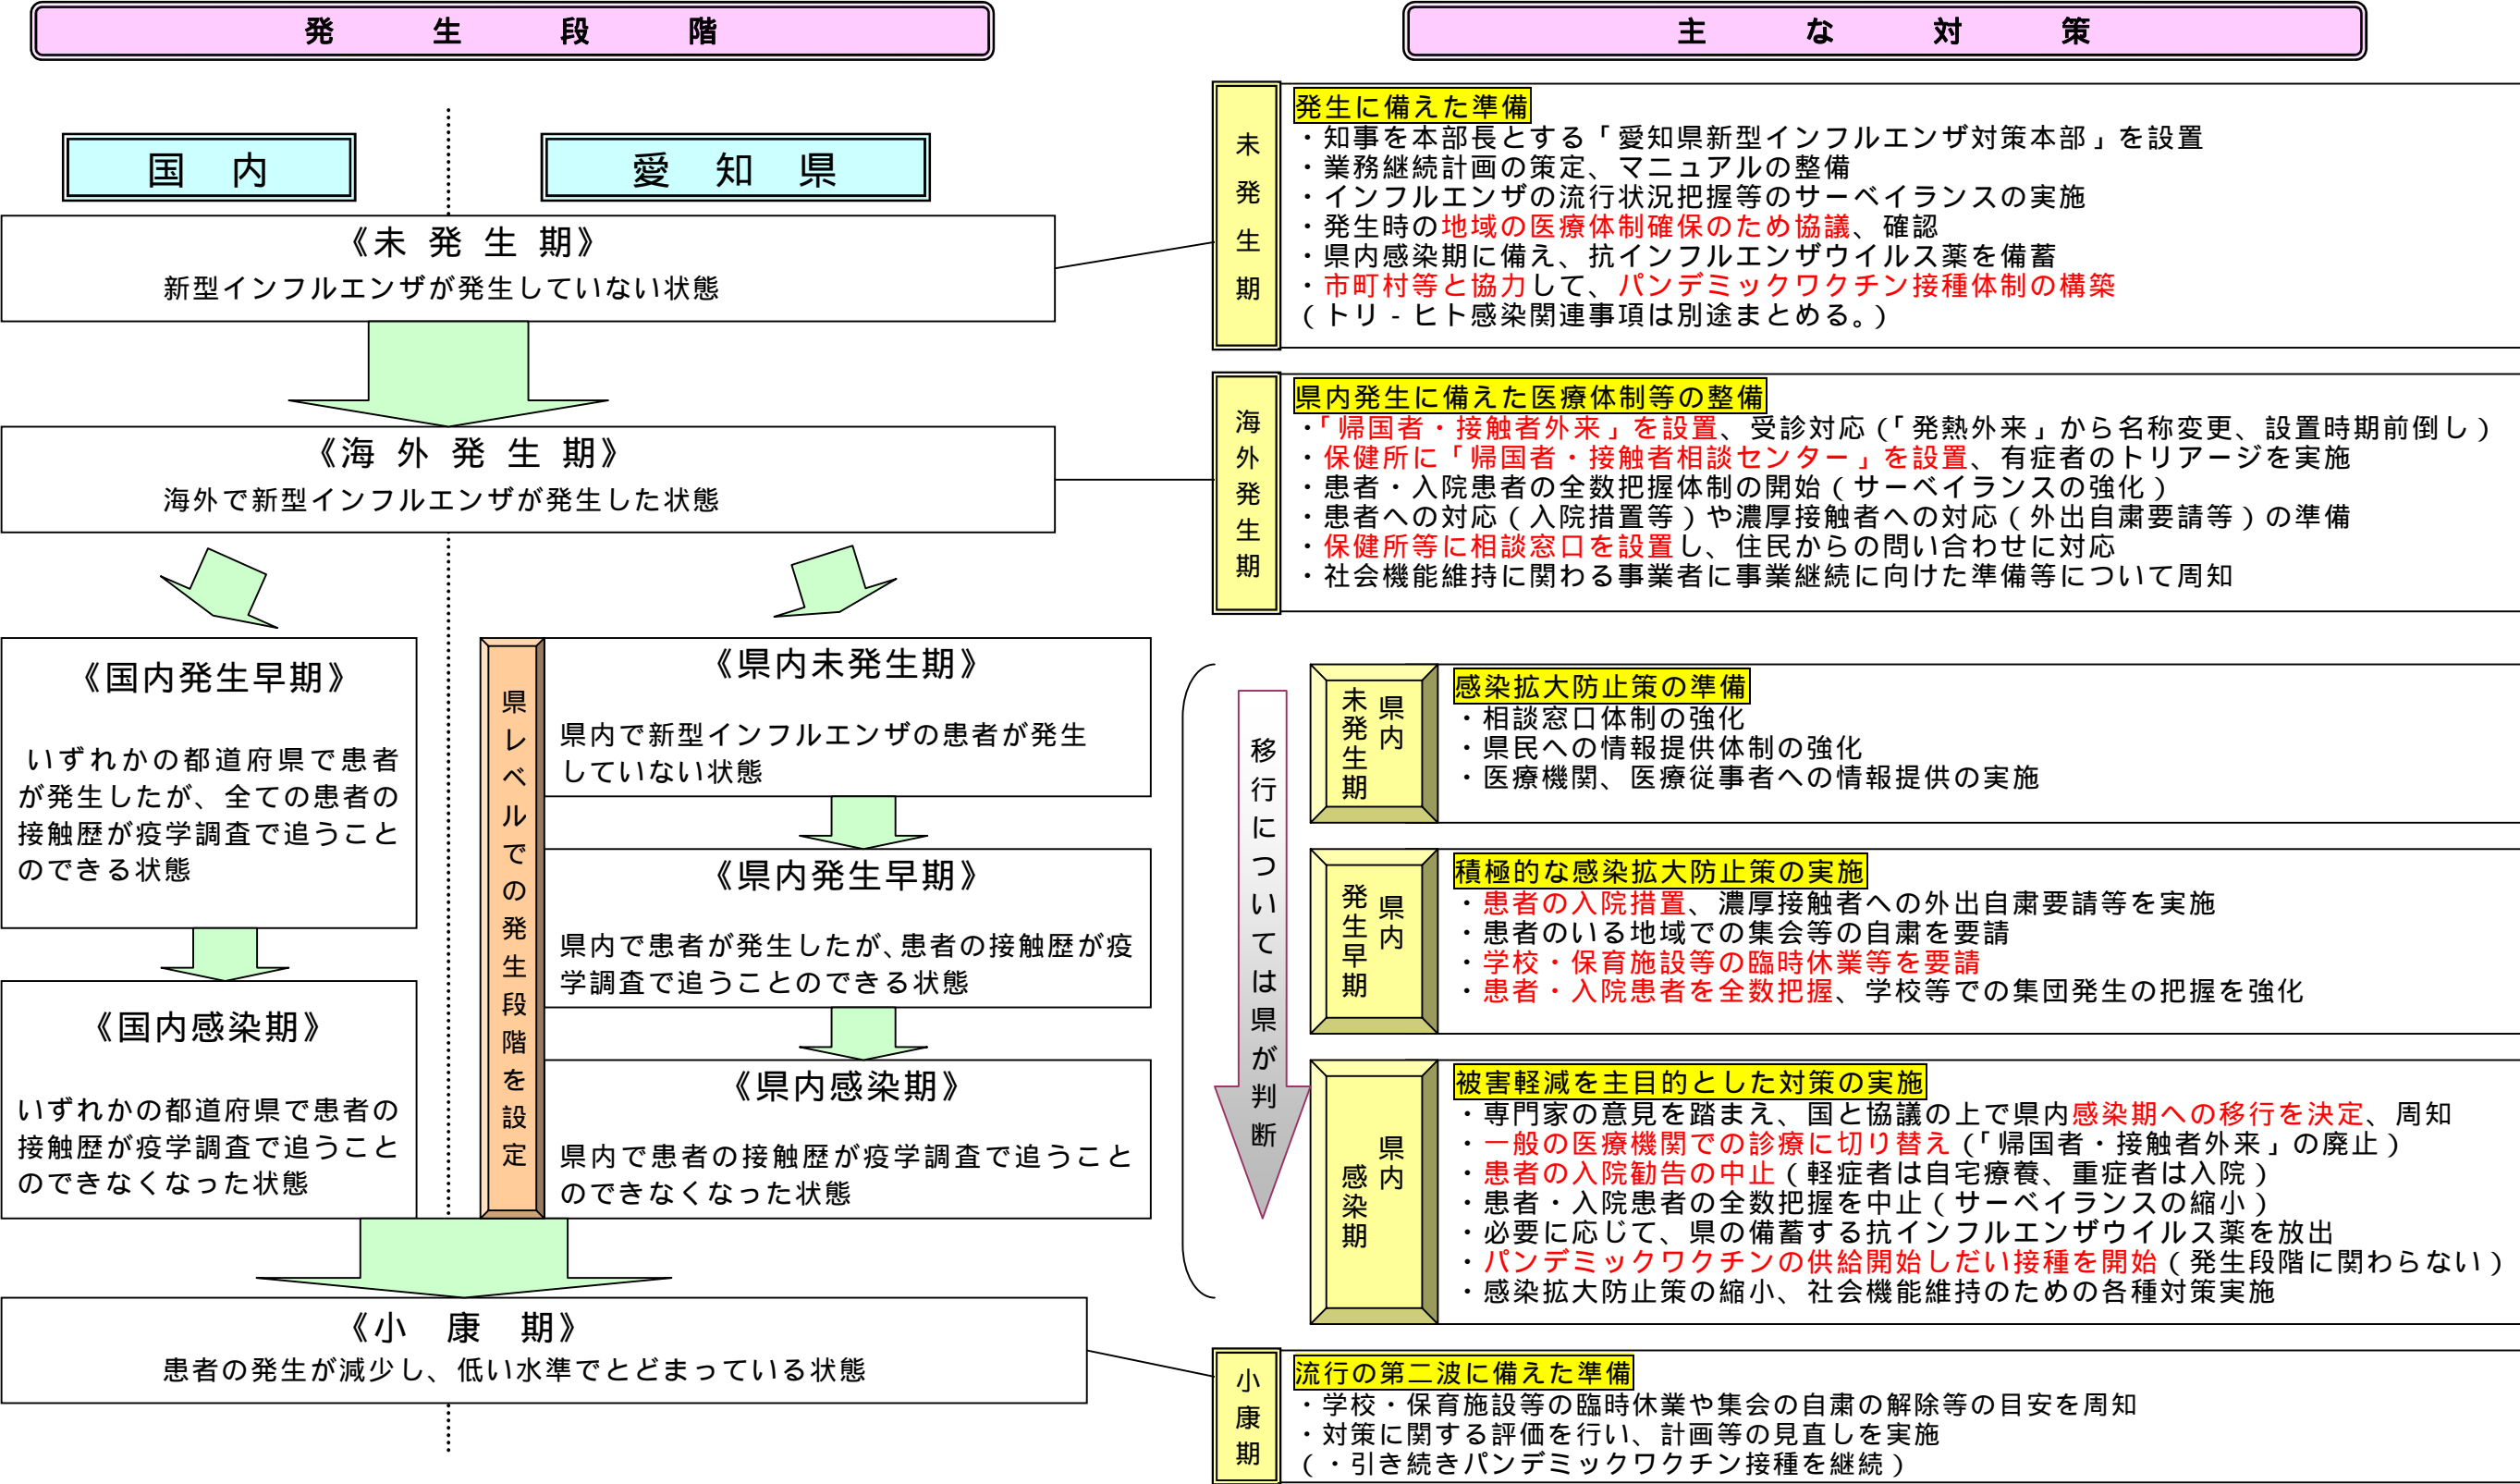 発生段階
主な対策
国内
愛知県
《未発生期》
新型インフルエンザが発生していない状態
《海外発生期》
海外で新型インフルエンザが発生した状態
《国内発生早期》
いずれかの都道府県で患者
が発生したが、全ての患者の
接触歴が疫学調査で追うこと
のできる状態
《国内感染期》
いずれかの都道府県で患者の
接触歴が疫学調査で追うこと
のできなくなった状態
県レベルでの発生段階を設定
《県内未発生期》
県内で新型インフルエンザの患者が発生
していない状態
《県内発生早期》
県内で患者が発生したが、患者の接触歴が疫
学調査で追うことのできる状態
《県内感染期》
県内で患者の接触歴が疫学調査で追うこと
のできなくなった状態
《小康期》
患者の発生が減少し、低い水準でとどまっている状態
未発生期
発生に備えた準備
・知事を本部長とする「愛知県新型インフルエンザ対策本部」を設置
・業務継続計画の策定、マニュアルの整備
・インフルエンザの流行状況把握等のサーベイランスの実施
・発生時の地域の医療体制確保のため協議、確認
・県内感染期に備え、抗インフルエンザウイルス薬を備蓄
・市町村等と協力して、パンデミックワクチン接種体制の構築
(トリ-ヒト感染関連事項は別途まとめる。)
海外発生期
県内発生に備えた医療体制等の整備
・「帰国者・接触者外来」を設置、受診対応(「発熱外来」から名称変更、設置時期前倒し)
・保健所に「帰国者・接触者相談センター」を設置、有症者のトリアージを実施
・患者・入院患者の全数把握体制の開始(サーベイランスの強化)
・患者への対応(入院措置等)や濃厚接触者への対応(外出自粛要請等)の準備
・保健所等に相談窓口を設置し、住民からの問い合わせに対応
・社会機能維持に関わる事業者に事業継続に向けた準備等について周知
移行については県が判断
県内
未発生期
感染拡大防止策の準備
・相談窓口体制の強化
・県民への情報提供体制の強化
・医療機関、医療従事者への情報提供の実施
県内
発生早期
積極的な感染拡大防止策の実施
・患者の入院措置、濃厚接触者への外出自粛要請等を実施
・患者のいる地域での集会等の自粛を要請
・学校・保育施設等の臨時休業等を要請
・患者・入院患者を全数把握、学校等での集団発生の把握を強化
県内
感染期
被害軽減を主目的とした対策の実施
・専門家の意見を踏まえ、国と協議の上で県内感染期への移行を決定、周知
・一般の医療機関での診療に切り替え(「帰国者・接触者外来」の廃止)
・患者の入院勧告の中止(軽症者は自宅療養、重症者は入院)
・患者・入院患者の全数把握を中止(サーベイランスの縮小)
・必要に応じて、県の備蓄する抗インフルエンザウイルス薬を放出
・パンデミックワクチンの供給開始しだい接種を開始(発生段階に関わらない)
・感染拡大防止策の縮小、社会機能維持のための各種対策実施
小康期
流行の第二波に備えた準備
・学校・保育施設等の臨時休業や集会の自粛の解除等の目安を周知
・対策に関する評価を行い、計画等の見直しを実施
(・引き続きパンデミックワクチン接種を継続)